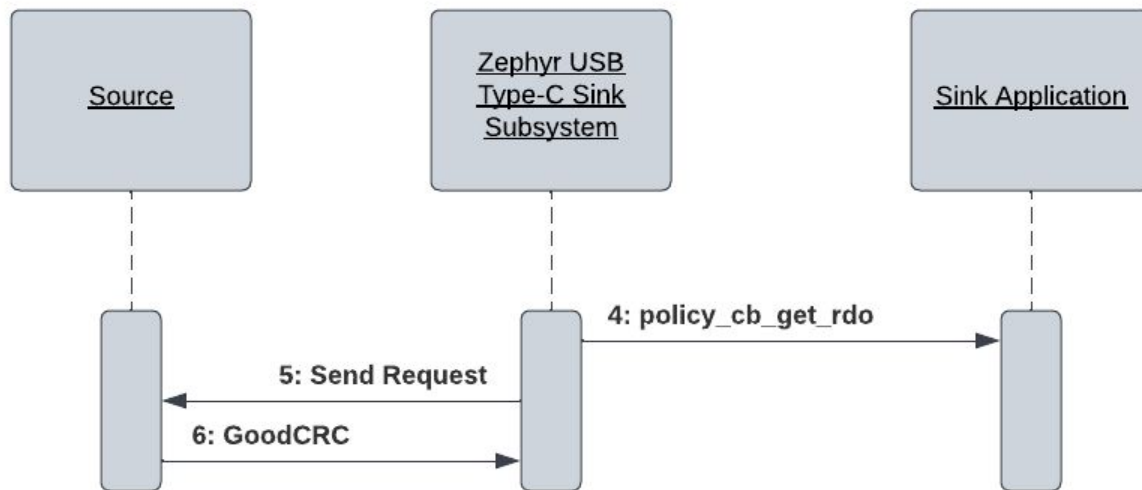 Source
Zephyr USB
Type-C Sink
Subsystem
Sink Application
4: policy_cb_get_rdo
5: Send Request
6: GoodCRC